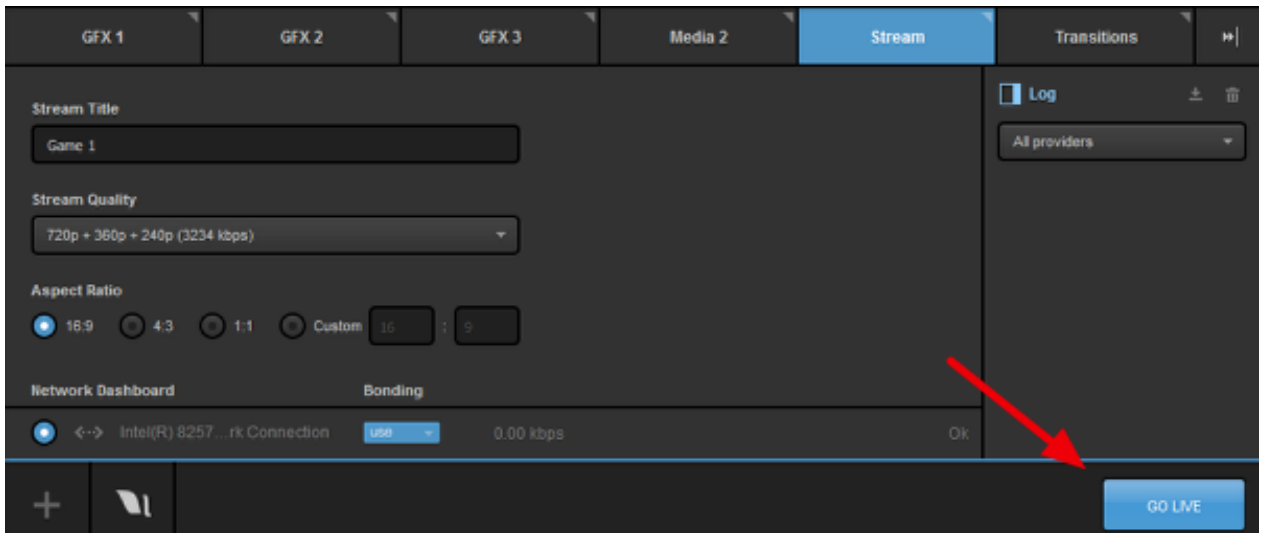 GFX 1 GFX 2 GFX 3 Media 2 Stream Transitions
Stream Title
Game 1
Stream Quality
720p + 360p + 240p (3234 kbps)
Aspect Ratio
16:9 4:3 1:1 Custom 16 : 9
Network Dashboard Bonding
Intel(R) 8257...rk Connection use 0.00 kbps Ok
Log
All providers
GO LIVE